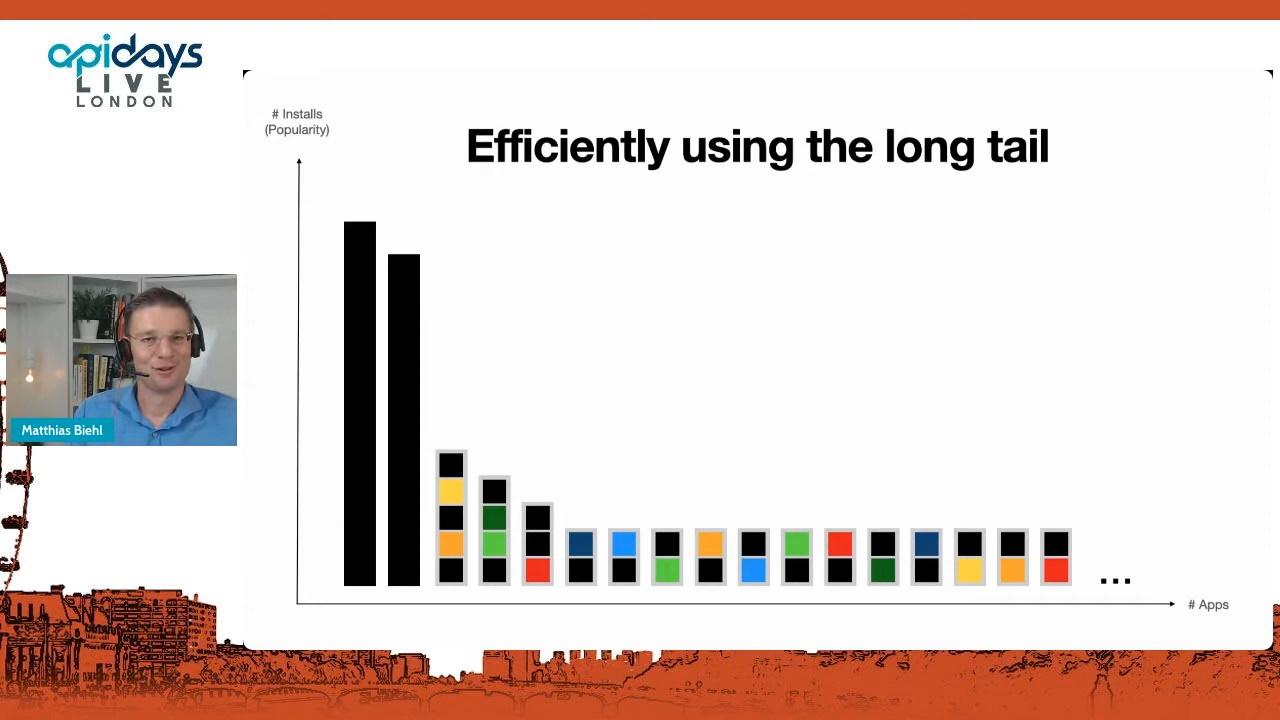 apidays
LIVE
LONDON
# Installs
(Popularity)
Efficiently using the long tail
Matthias Biehl
...
# Apps